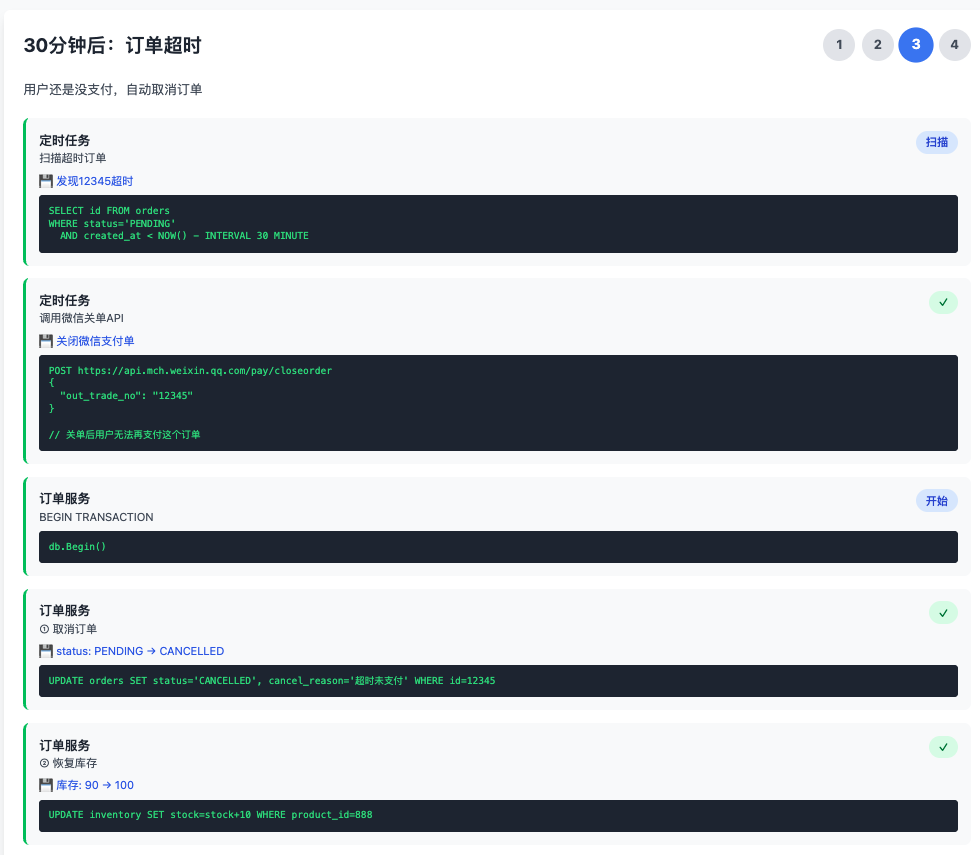 30分钟后：订单超时
1 2 3 4
用户还是没支付，自动取消订单
定时任务
扫描
扫描超时订单
💾 发现12345超时
SELECT id FROM orders
WHERE status='PENDING'
  AND created_at < NOW() - INTERVAL 30 MINUTE
定时任务
✓
调用微信关单API
💾 关闭微信支付单
POST https://api.mch.weixin.qq.com/pay/closeorder
{
  "out_trade_no": "12345"
}
// 关单后用户无法再支付这个订单
订单服务
开始
BEGIN TRANSACTION
db.Begin()
订单服务
✓
① 取消订单
💾 status: PENDING → CANCELLED
UPDATE orders SET status='CANCELLED', cancel_reason='超时未支付' WHERE id=12345
订单服务
✓
② 恢复库存
💾 库存: 90 → 100
UPDATE inventory SET stock=stock+10 WHERE product_id=888